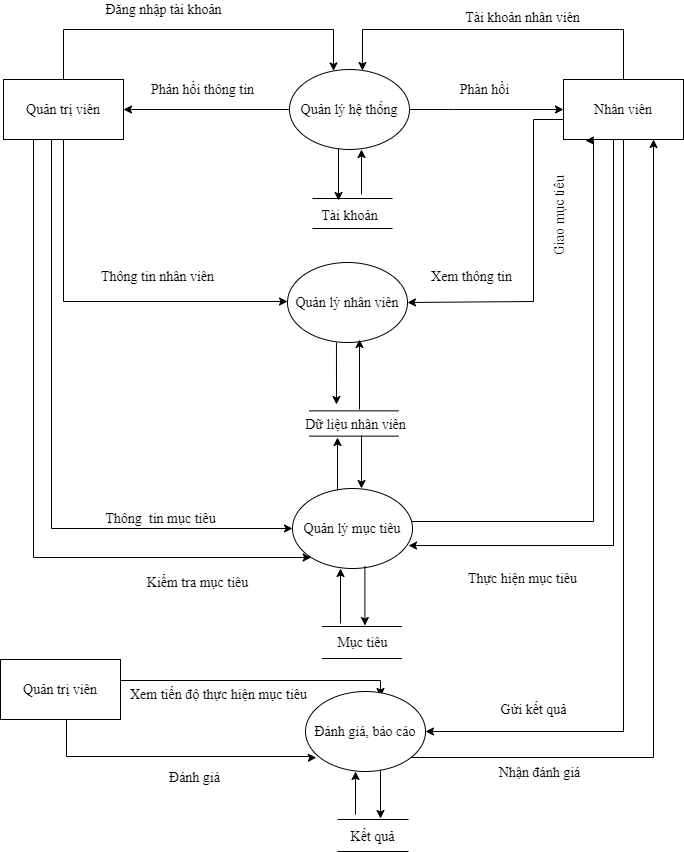 Đăng nhập tài khoản
Tài khoản nhân viên
Quản trị viên
Phản hồi thông tin
Quản lý hệ thống
Phàn hồi
Nhân viên
Tài khoản
Giao mục tiêu
Thông tin nhân viên
Quản lý nhân viên
Xem thông tin
Dữ liệu nhân viên
Thông tin mục tiêu
Quản lý mục tiêu
Kiểm tra mục tiêu
Thực hiện mục tiêu
Mục tiêu
Quản trị viên
Xem tiến độ thực hiện mục tiêu
Đánh giá, báo cáo
Gửi kết quả
Đánh giá
Nhận đánh giá
Kết quả